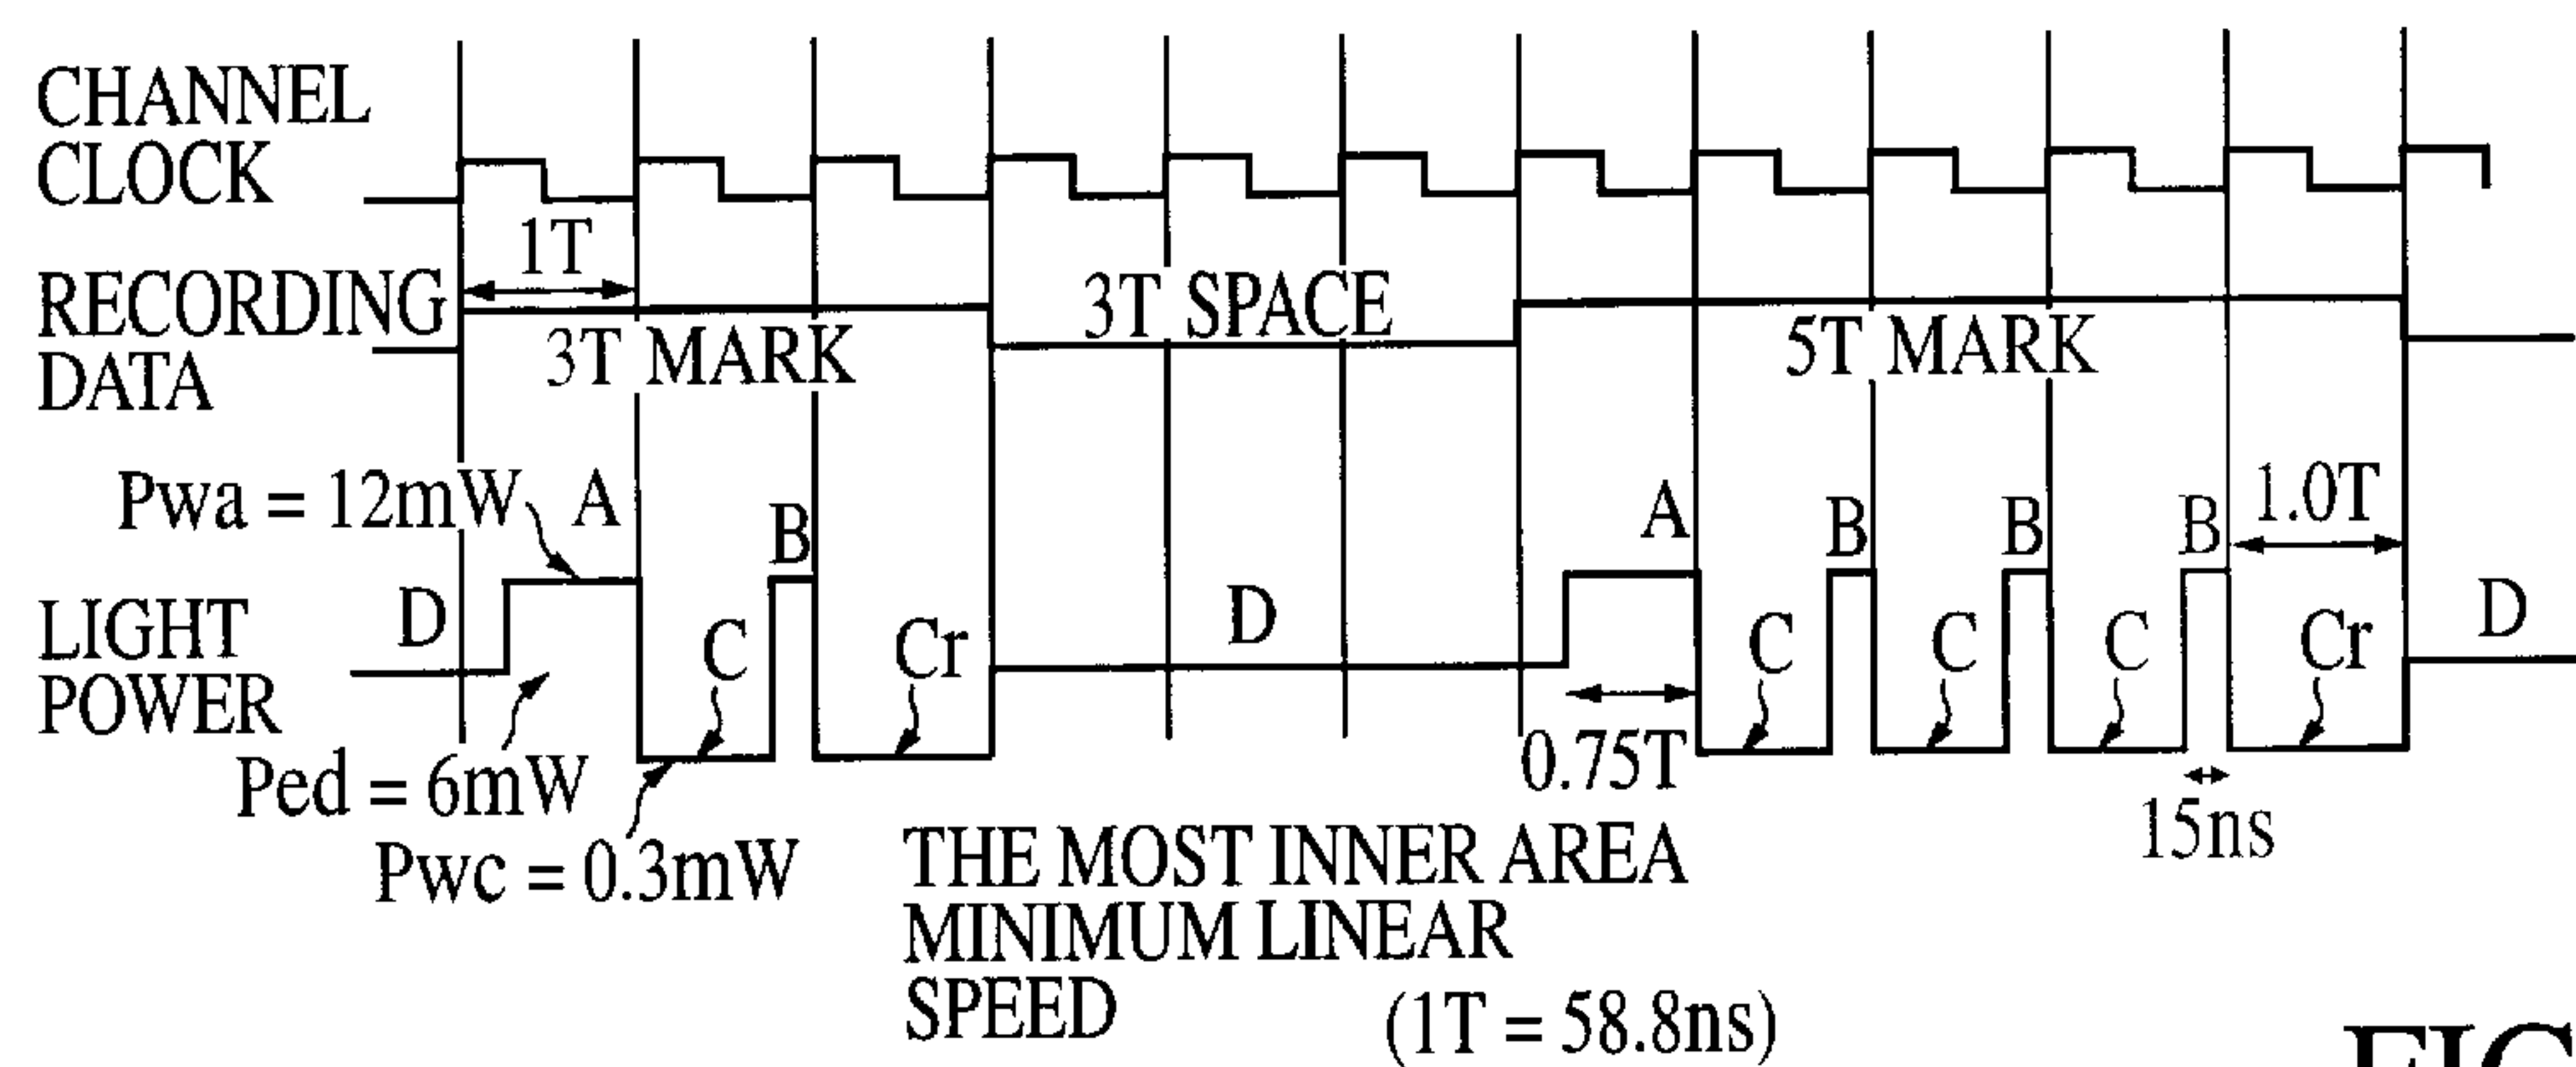 CHANNEL
CLOCK
1T
RECORDING
DATA
3T MARK
3T SPACE
5T MARK
Pwa = 12mW
A
B
A
B
B
B
1.0T
LIGHT
POWER
D
C
Cr
D
C
C
C
Cr
D
Ped = 6mW
0.75T
15ns
Pwc = 0.3mW
THE MOST INNER AREA
MINIMUM LINEAR
SPEED
(1T = 58.8ns)